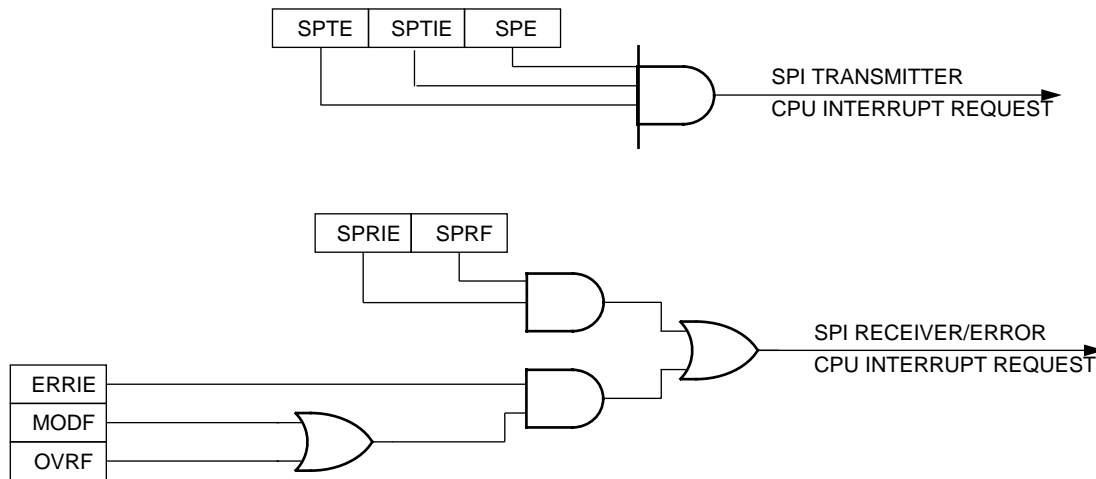 SPTE SPTIE SPE
SPI TRANSMITTER
CPU INTERRUPT REQUEST
SPRIE SPRF
SPI RECEIVER/ERROR
CPU INTERRUPT REQUEST
ERRIE
MODF
OVRF